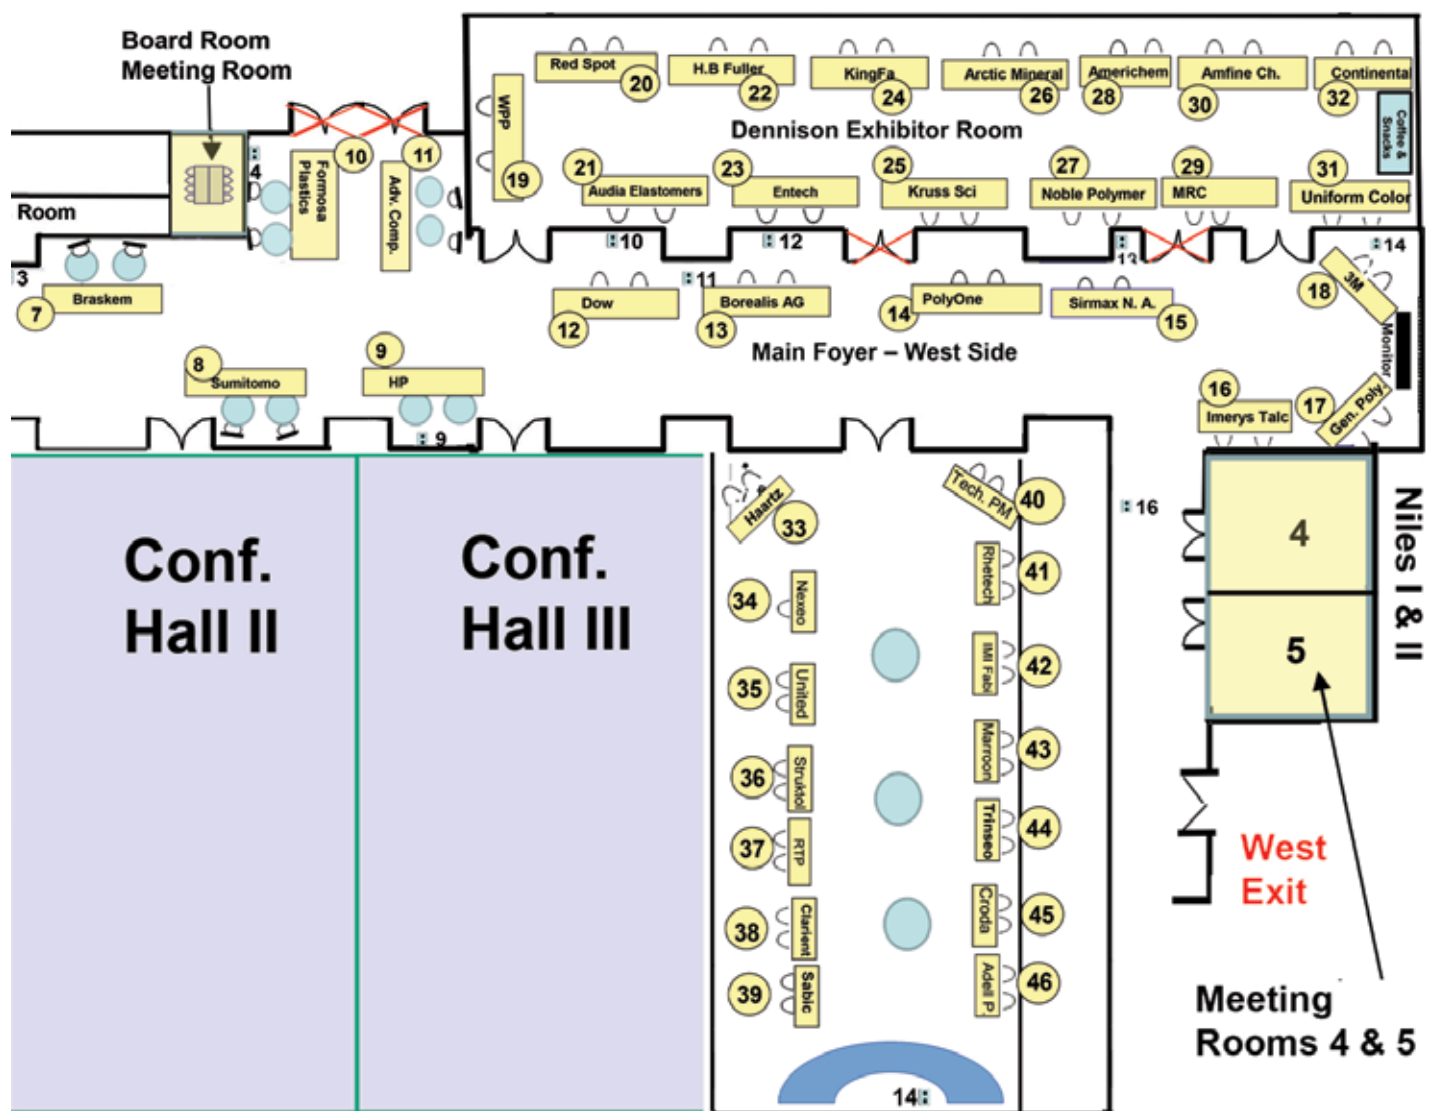 Board Room
Meeting Room
Red Spot
20
H.B Fuller
22
KingFa
24
Arctic Mineral
26
Americhem
28
Amfine Ch.
30
Continental
32
Coffee &
Snacks
WPP
19
Dennison Exhibitor Room
21
Audia Elastomers
23
Entech
25
Kruss Sci
27
Noble Polymer
29
MRC
31
Uniform Color
4
10
Formosa
Plastics
11
Adv. Comp.
Room
3
7
Braskem
10
11
12
13
14
Dow
12
Borealis AG
13
PolyOne
14
Sirmax N. A.
15
3M
18
Monitor
Main Foyer – West Side
8
Sumitomo
9
HP
9
16
Imerys Talc
17
Gen. Poly.
Conf.
Hall II
Conf.
Hall III
Haartz
33
Tech. PM
40
Nexeo
34
Rhetech
41
United
35
IMI Fabi
42
Struktol
36
Marroon
43
RTP
37
Trinseo
44
Clarient
38
Croda
45
Sabic
39
Adell P.
46
14
16
4
5
Niles I & II
West
Exit
Meeting
Rooms 4 & 5